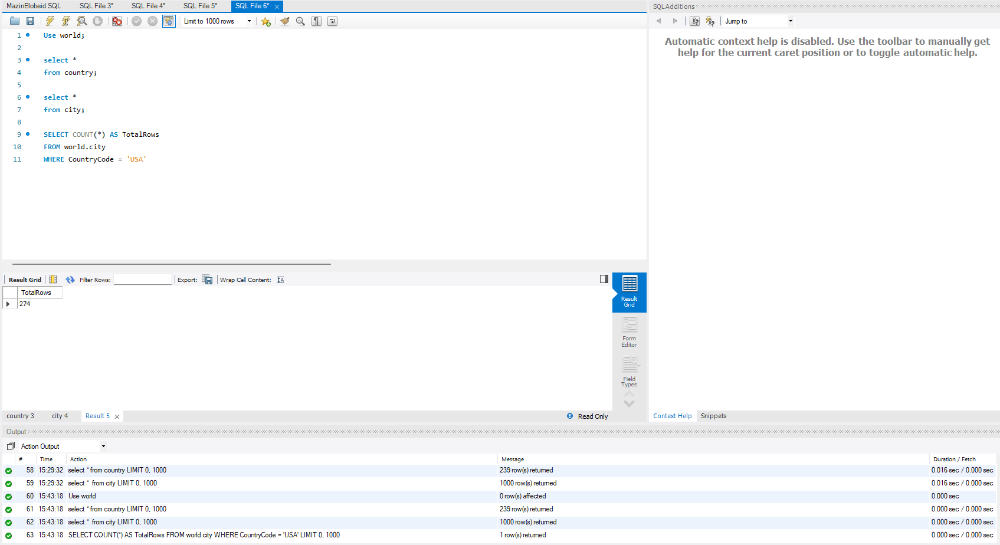 MazinElobeid SQL SQL File 3* SQL File 4* SQL File 5* SQL File 6*
Limit to 1000 rows
1 Use world;
2
3 select *
4 from country;
5
6 select *
7 from city;
8
9 SELECT COUNT(*) AS TotalRows
10 FROM world.city
11 WHERE CountryCode = 'USA'
SQLAdditions
Jump to
Automatic context help is disabled. Use the toolbar to manually get
help for the current caret position or to toggle automatic help.
Result Grid Filter Rows: Export: Wrap Cell Content:
TotalRows
274
Result
Grid
Form
Editor
Field
Types
country 3 city 4 Result 5 Read Only
Context Help Snippets
Output
Action Output
# Time Action Message Duration / Fetch
58 15:29:32 select * from country LIMIT 0, 1000 239 row(s) returned 0.016 sec / 0.000 sec
59 15:29:32 select * from city LIMIT 0, 1000 1000 row(s) returned 0.016 sec / 0.000 sec
60 15:43:18 Use world 0 row(s) affected 0.000 sec
61 15:43:18 select * from country LIMIT 0, 1000 239 row(s) returned 0.000 sec / 0.000 sec
62 15:43:18 select * from city LIMIT 0, 1000 1000 row(s) returned 0.000 sec / 0.000 sec
63 15:43:18 SELECT COUNT(*) AS TotalRows FROM world.city WHERE CountryCode = 'USA' LIMIT 0, 1000 1 row(s) returned 0.000 sec / 0.000 sec